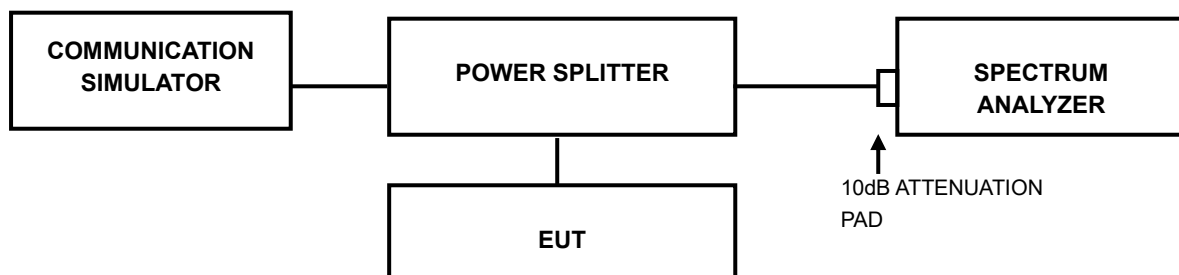 COMMUNICATION
SIMULATOR
POWER SPLITTER
SPECTRUM
ANALYZER
10dB ATTENUATION
PAD
EUT